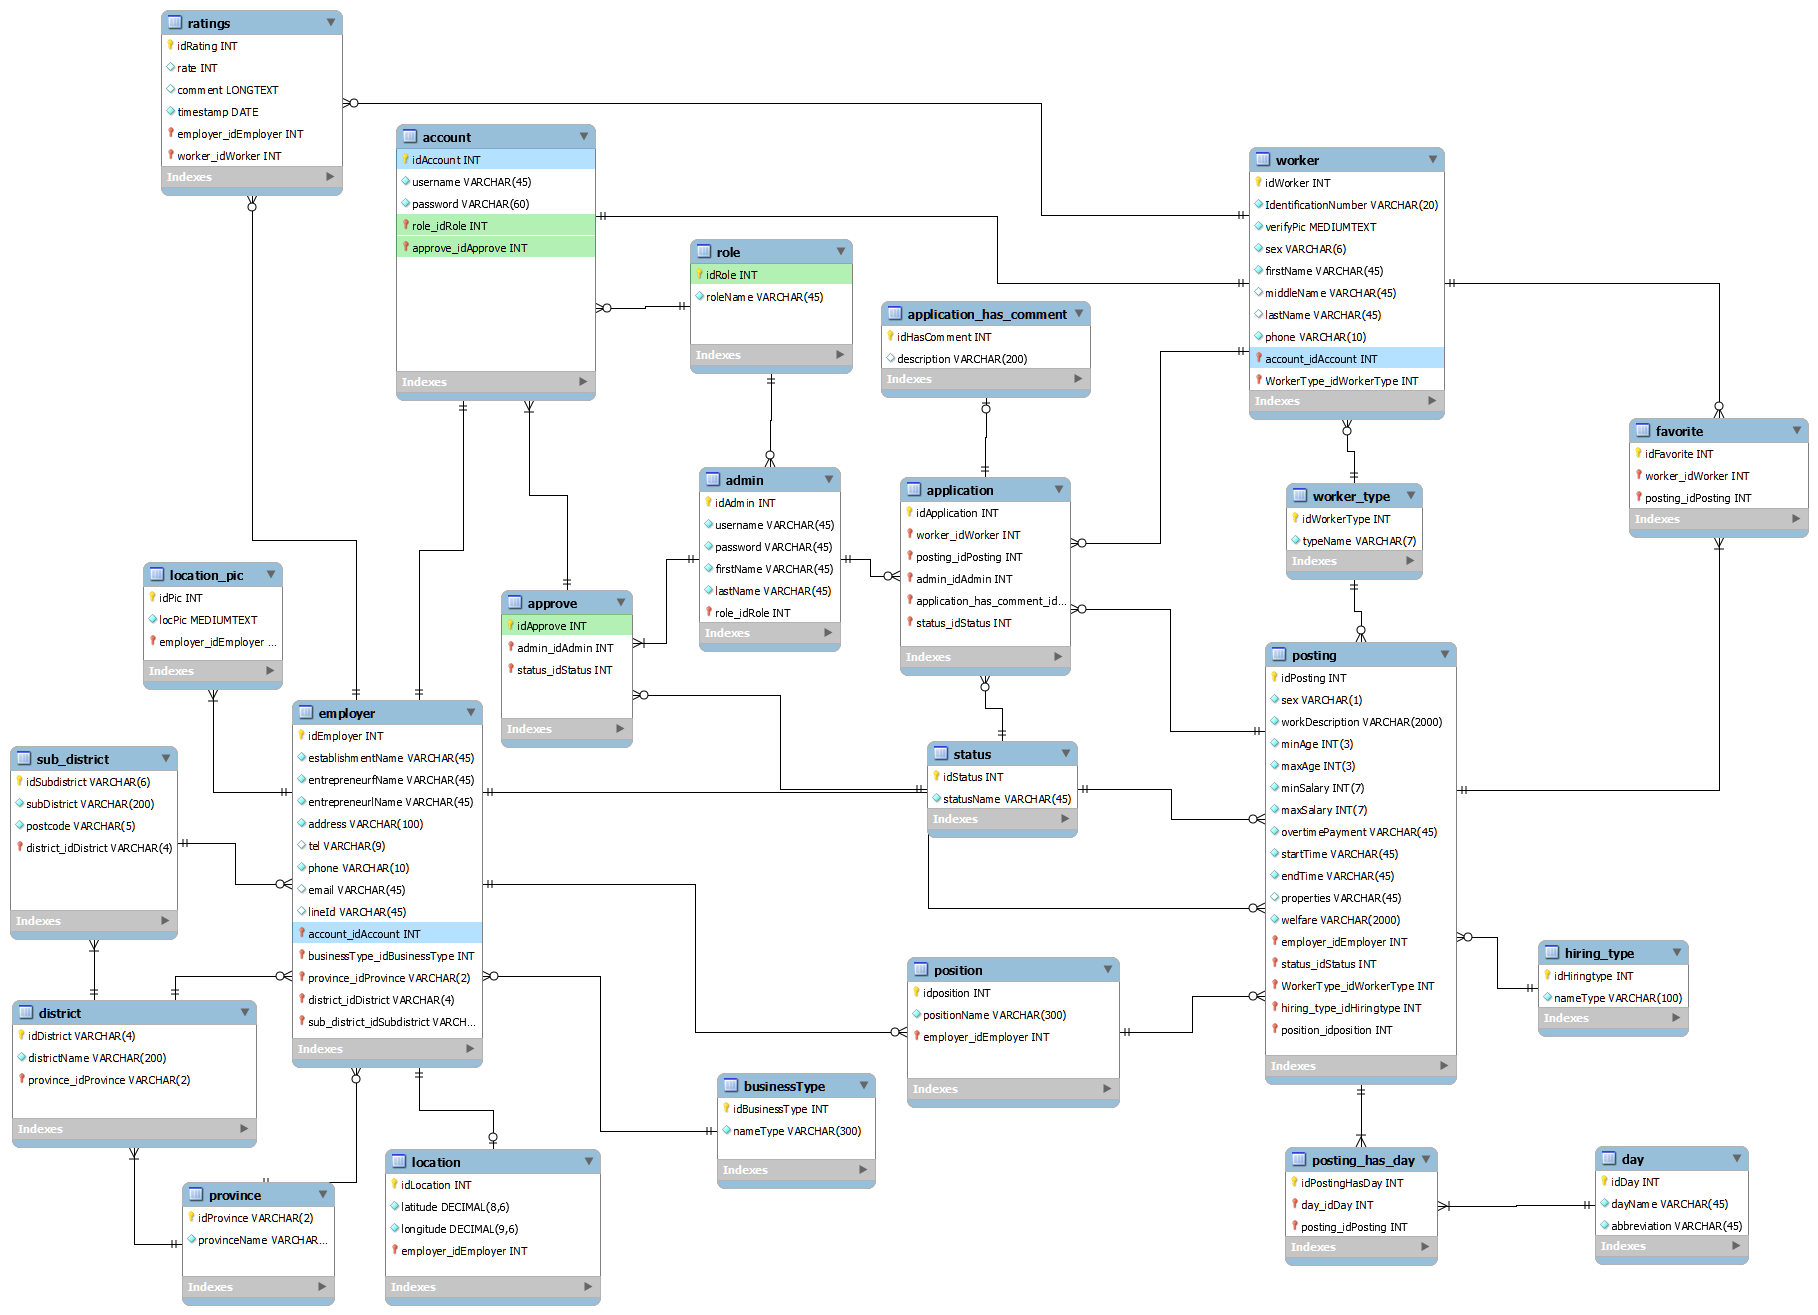 ratings
idRating INT
rate INT
comment LONGTEXT
timestamp DATE
employer_idEmployer INT
worker_idWorker INT
Indexes
account
idAccount INT
username VARCHAR(45)
password VARCHAR(60)
role_idRole INT
approve_idApprove INT
Indexes
worker
idWorker INT
IdentificationNumber VARCHAR(20)
verifyPic MEDIUMTEXT
sex VARCHAR(6)
firstName VARCHAR(45)
middleName VARCHAR(45)
lastName VARCHAR(45)
phone VARCHAR(10)
account_idAccount INT
WorkerType_idWorkerType INT
Indexes
role
idRole INT
roleName VARCHAR(45)
Indexes
application_has_comment
idHasComment INT
description VARCHAR(200)
Indexes
favorite
idFavorite INT
worker_idWorker INT
posting_idPosting INT
Indexes
admin
idAdmin INT
username VARCHAR(45)
password VARCHAR(45)
firstName VARCHAR(45)
lastName VARCHAR(45)
role_idRole INT
Indexes
application
idApplication INT
worker_idWorker INT
posting_idPosting INT
admin_idAdmin INT
application_has_comment_id...
status_idStatus INT
Indexes
worker_type
idWorkerType INT
typeName VARCHAR(7)
Indexes
location_pic
idPic INT
locPic MEDIUMTEXT
employer_idEmployer ...
Indexes
approve
idApprove INT
admin_idAdmin INT
status_idStatus INT
Indexes
posting
idPosting INT
sex VARCHAR(1)
workDescription VARCHAR(2000)
minAge INT(3)
maxAge INT(3)
minSalary INT(7)
maxSalary INT(7)
overtimePayment VARCHAR(45)
startTime VARCHAR(45)
endTime VARCHAR(45)
properties VARCHAR(45)
welfare VARCHAR(2000)
employer_idEmployer INT
status_idStatus INT
WorkerType_idWorkerType INT
hiring_type_idHiringtype INT
position_idposition INT
Indexes
employer
idEmployer INT
establishmentName VARCHAR(45)
entrepreneurfName VARCHAR(45)
entrepreneurlName VARCHAR(45)
address VARCHAR(100)
tel VARCHAR(9)
phone VARCHAR(10)
email VARCHAR(45)
lineId VARCHAR(45)
account_idAccount INT
businessType_idBusinessType INT
province_idProvince VARCHAR(2)
district_idDistrict VARCHAR(4)
sub_district_idSubdistrict VARCH...
Indexes
sub_district
idSubdistrict VARCHAR(6)
subDistrict VARCHAR(200)
postcode VARCHAR(5)
district_idDistrict VARCHAR(4)
Indexes
status
idStatus INT
statusName VARCHAR(45)
Indexes
hiring_type
idHiringtype INT
nameType VARCHAR(100)
Indexes
position
idposition INT
positionName VARCHAR(300)
employer_idEmployer INT
Indexes
district
idDistrict VARCHAR(4)
districtName VARCHAR(200)
province_idProvince VARCHAR(2)
Indexes
businessType
idBusinessType INT
nameType VARCHAR(300)
Indexes
location
idLocation INT
latitude DECIMAL(8,6)
longitude DECIMAL(9,6)
employer_idEmployer INT
Indexes
province
idProvince VARCHAR(2)
provinceName VARCHAR...
Indexes
posting_has_day
idPostingHasDay INT
day_idDay INT
posting_idPosting INT
Indexes
day
idDay INT
dayName VARCHAR(45)
abbreviation VARCHAR(45)
Indexes